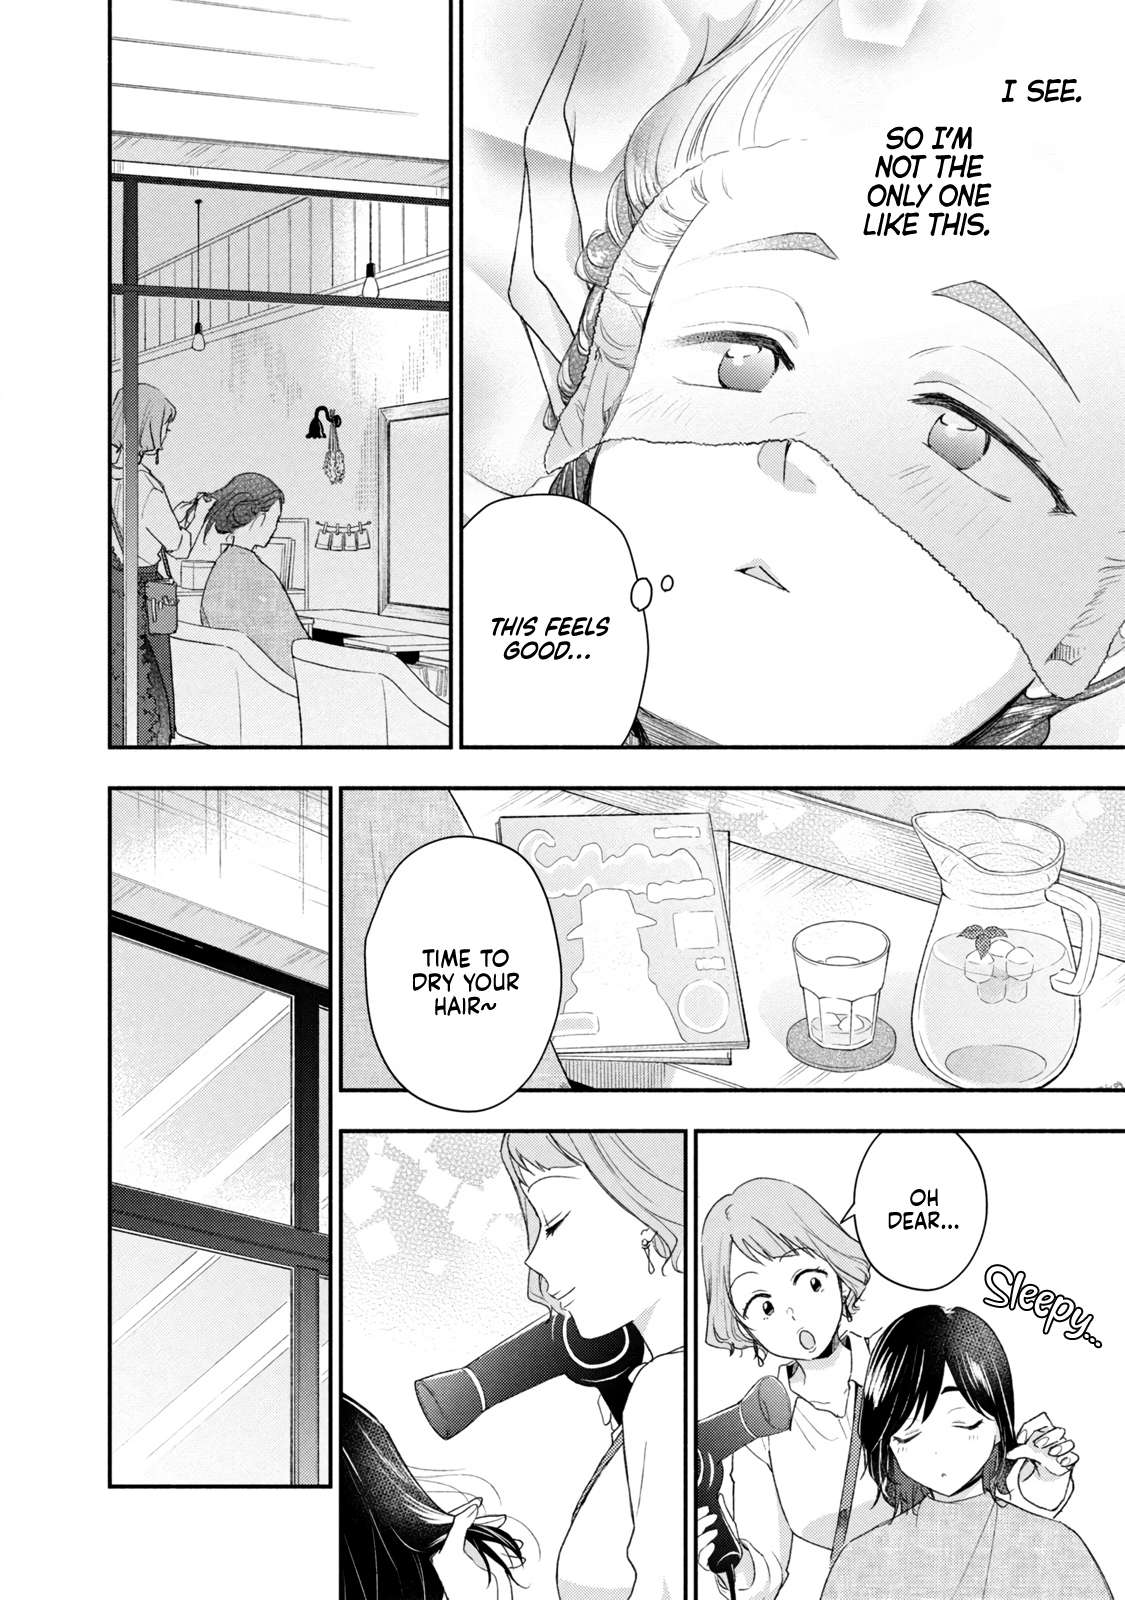 I SEE.
SO I'M
NOT THE
ONLY ONE
LIKE THIS.
THIS FEELS
GOOD...
TIME TO
DRY YOUR
HAIR~
OH
DEAR...
Sleepy...